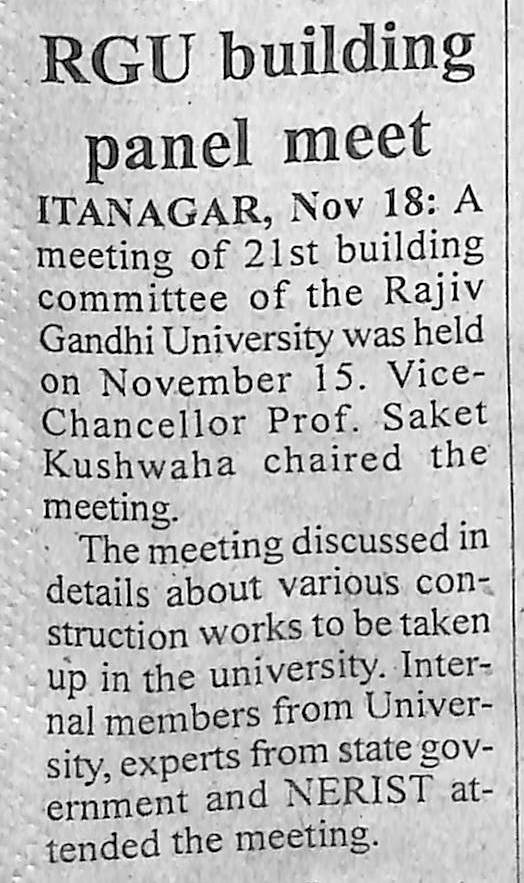 RGU building
panel meet
ITANAGAR, Nov 18: A
meeting of 21st building
committee of the Rajiv
Gandhi University was held
on November 15. Vice-
Chancellor Prof. Saket
Kushwaha chaired the
meeting.
The meeting discussed in
details about various con-
struction works to be taken
up in the university. Inter-
nal members from Univer-
sity, experts from state gov-
ernment and NERIST at-
tended the meeting.